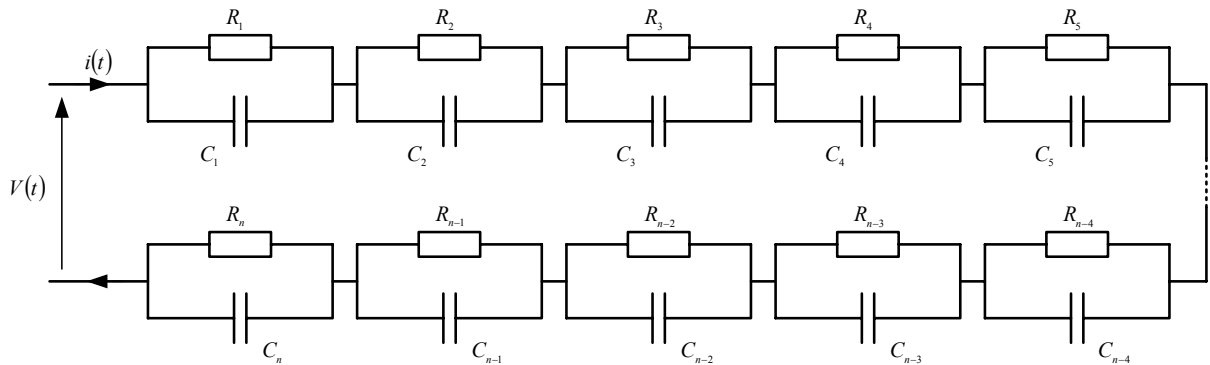 R₁ R₂ R₃ R₄ R₅
i(t)
C₁ C₂ C₃ C₄ C₅
V(t)
Rₙ Rₙ₋₁ Rₙ₋₂ Rₙ₋₃ Rₙ₋₄
Cₙ Cₙ₋₁ Cₙ₋₂ Cₙ₋₃ Cₙ₋₄